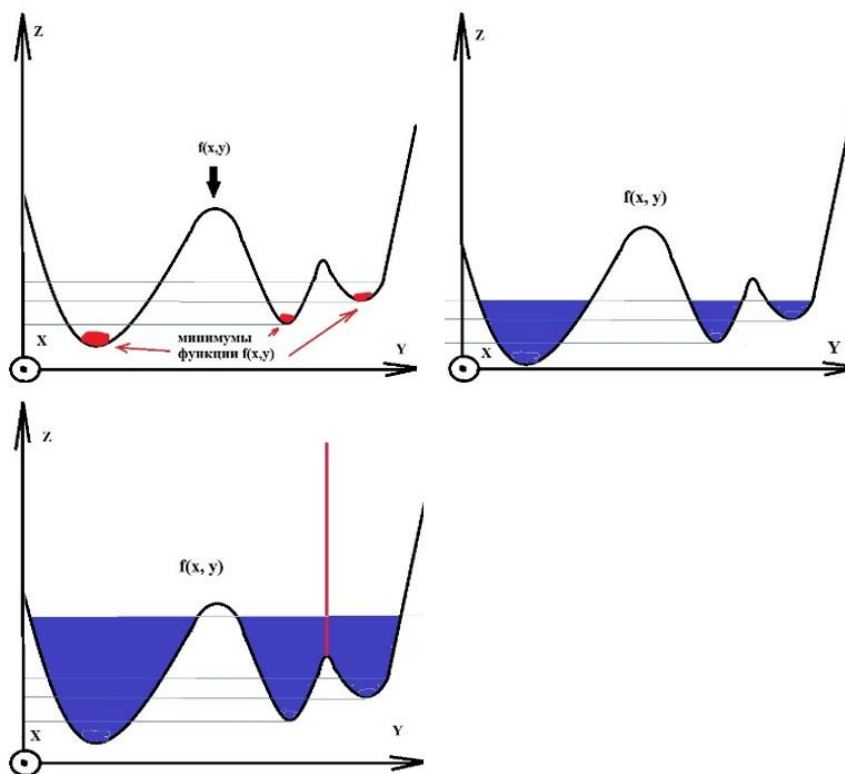 Z
f(x,y)
минимумы
функции f(x,y)
X
Y
Z
f(x, y)
X
Y
Z
f(x, y)
X
Y